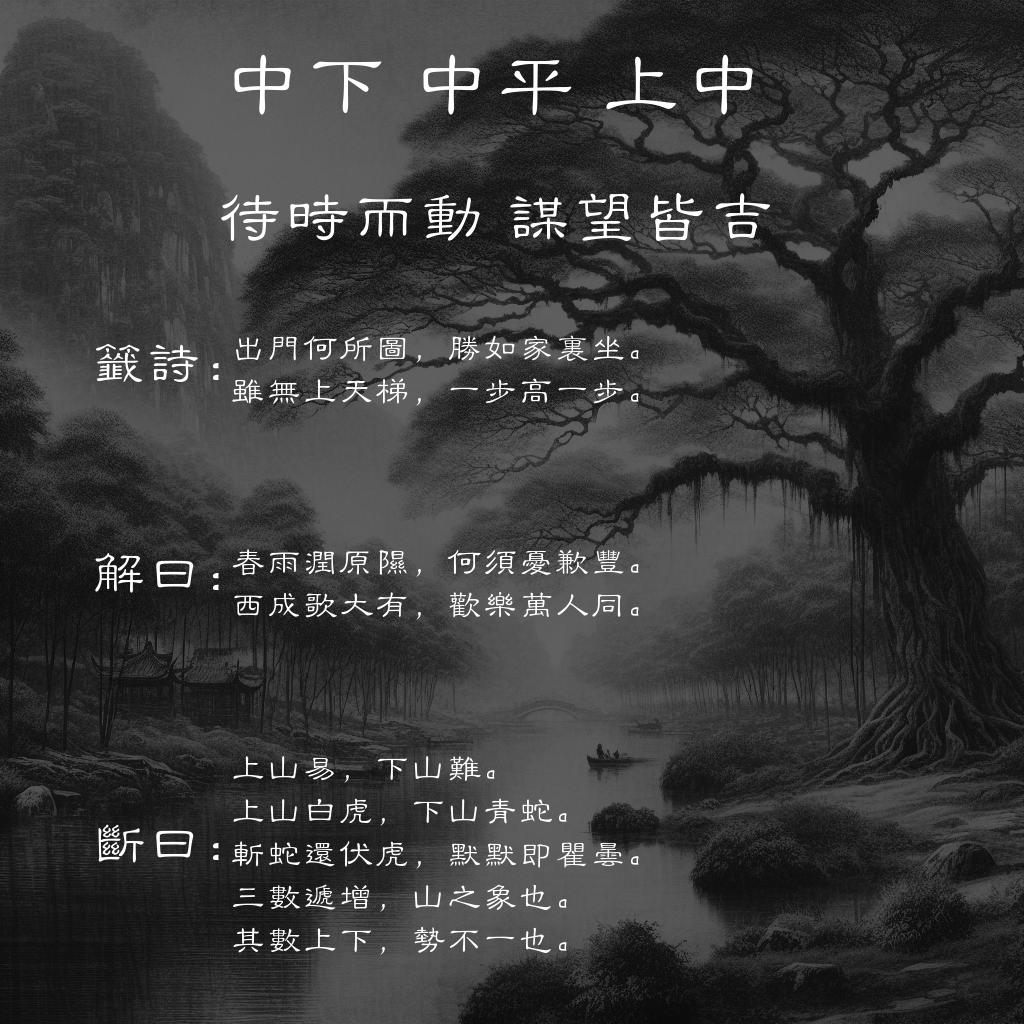 中下 中平 上中
待時而動 謀望皆吉
籤詩:
出門何所圖,勝如家裏坐。
雖無上天梯,一步高一步。
解曰:
春雨潤原隰,何須憂歉豐。
西成歌大有,歡樂萬人同。
斷曰:
上山易,下山難。
上山白虎,下山青蛇。
斬蛇還伏虎,默默即瞿曇。
三數遞增,山之象也。
其數上下,勢不一也。